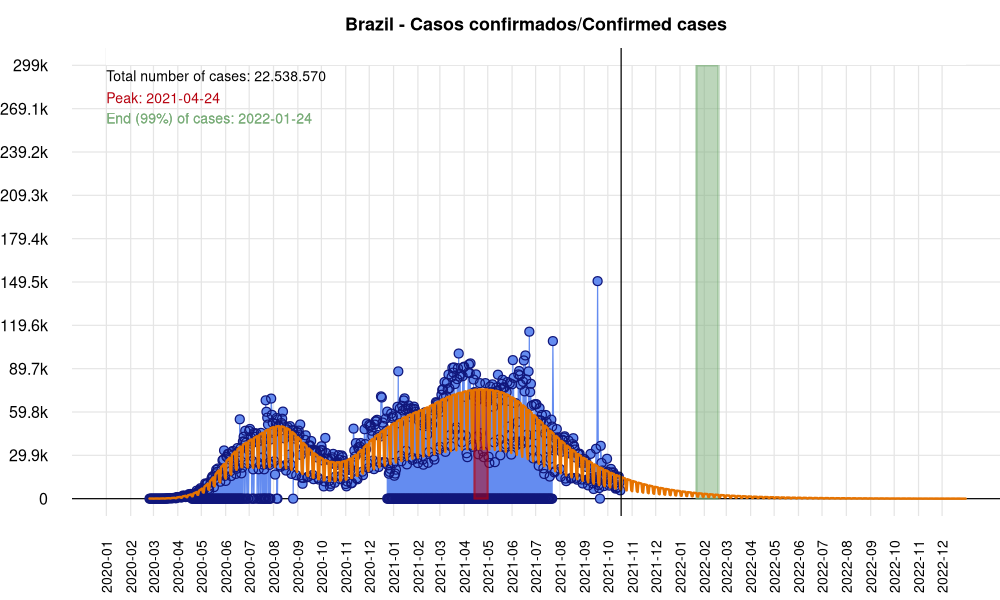 Brazil - Casos confirmados/Confirmed cases
299k
Total number of cases: 22.538.570
Peak: 2021-04-24
269.1k
End (99%) of cases: 2022-01-24
239.2k
209.3k
179.4k
149.5k
119.6k
89.7k
59.8k
29.9k
0
2020-01
2020-02
2020-03
2020-04
2020-05
2020-06
2020-07
2020-08
2020-09
2020-10
2020-11
2020-12
2021-01
2021-02
2021-03
2021-04
2021-05
2021-06
2021-07
2021-08
2021-09
2021-10
2021-11
2021-12
2022-01
2022-02
2022-03
2022-04
2022-05
2022-06
2022-07
2022-08
2022-09
2022-10
2022-11
2022-12